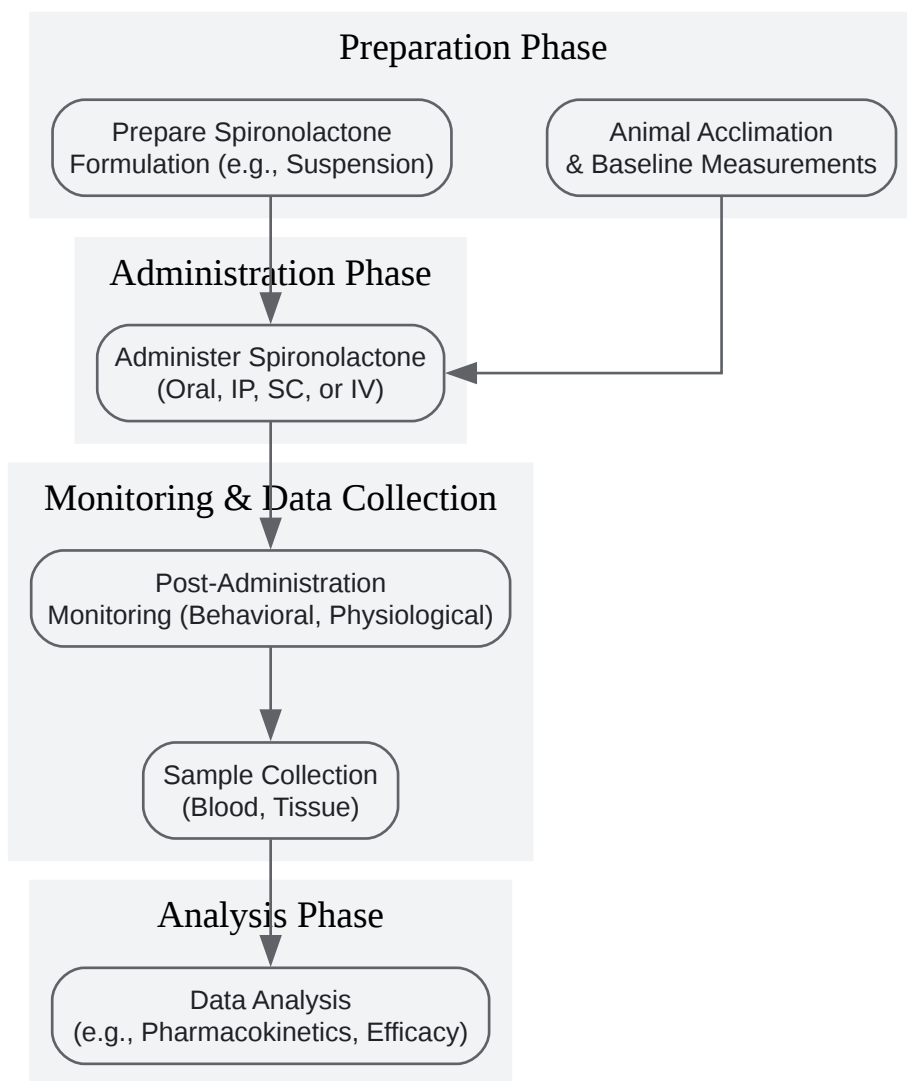 Preparation Phase
Prepare Spironolactone
Formulation (e.g., Suspension)
Animal Acclimation
& Baseline Measurements
Administration Phase
Administer Spironolactone
(Oral, IP, SC, or IV)
Monitoring & Data Collection
Post-Administration
Monitoring (Behavioral, Physiological)
Sample Collection
(Blood, Tissue)
Analysis Phase
Data Analysis
(e.g., Pharmacokinetics, Efficacy)